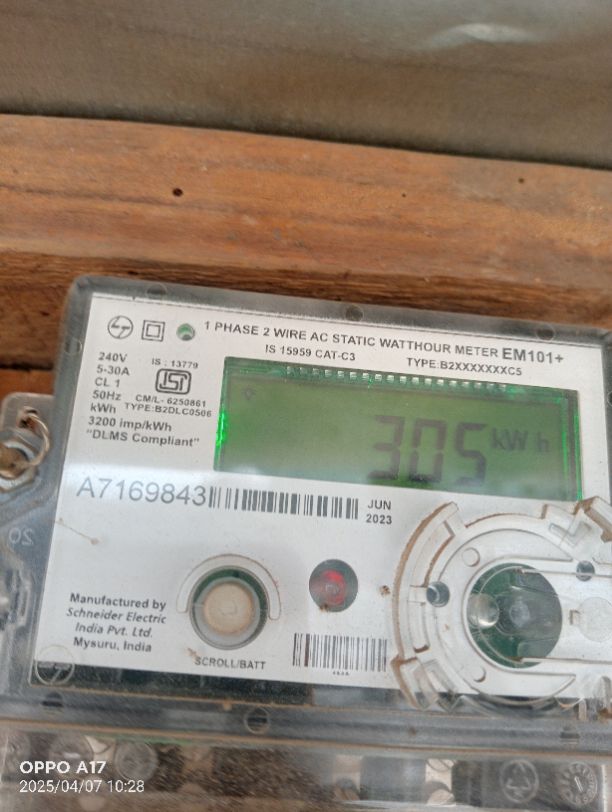 1 PHASE 2 WIRE AC STATIC WATTHOUR METER EM101+
IS 15959 CAT-C3 TYPE:B2XXXXXXXC5
240V
5-30A
CL 1
50Hz
kWh
3200 imp/kWh
"DLMS Compliant"
IS : 13779
ISI
CM/L- 6250861
TYPE:B2DLC0506
305 kWh
A7169843
JUN
2023
Manufactured by
Schneider Electric
India Pvt. Ltd.
Mysuru, India
SCROLL/BATT
20
OPPO A17
2025/04/07 10:28